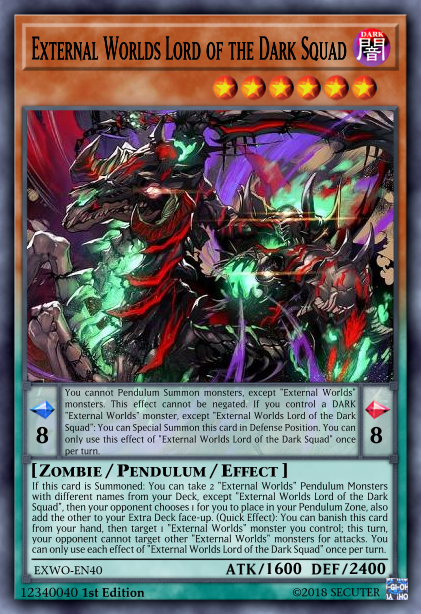 External Worlds Lord of the Dark Squad
DARK
闇
You cannot Pendulum Summon monsters, except "External Worlds"
monsters. This effect cannot be negated. If you control a DARK
"External Worlds" monster, except "External Worlds Lord of the Dark
Squad": You can Special Summon this card in Defense Position. You can
only use this effect of "External Worlds Lord of the Dark Squad" once
per turn.
8
8
[Zombie / Pendulum / Effect]
If this card is Summoned: You can take 2 "External Worlds" Pendulum Monsters
with different names from your Deck, except "External Worlds Lord of the Dark
Squad", then your opponent chooses 1 for you to place in your Pendulum Zone, also
add the other to your Extra Deck face-up. (Quick Effect): You can banish this card
from your hand, then target 1 "External Worlds" monster you control; this turn,
your opponent cannot target other "External Worlds" monsters for attacks. You
can only use each effect of "External Worlds Lord of the Dark Squad" once per turn.
EXWO-EN40
ATK/1600 DEF/2400
12340040 1st Edition
©2018 SECUTER